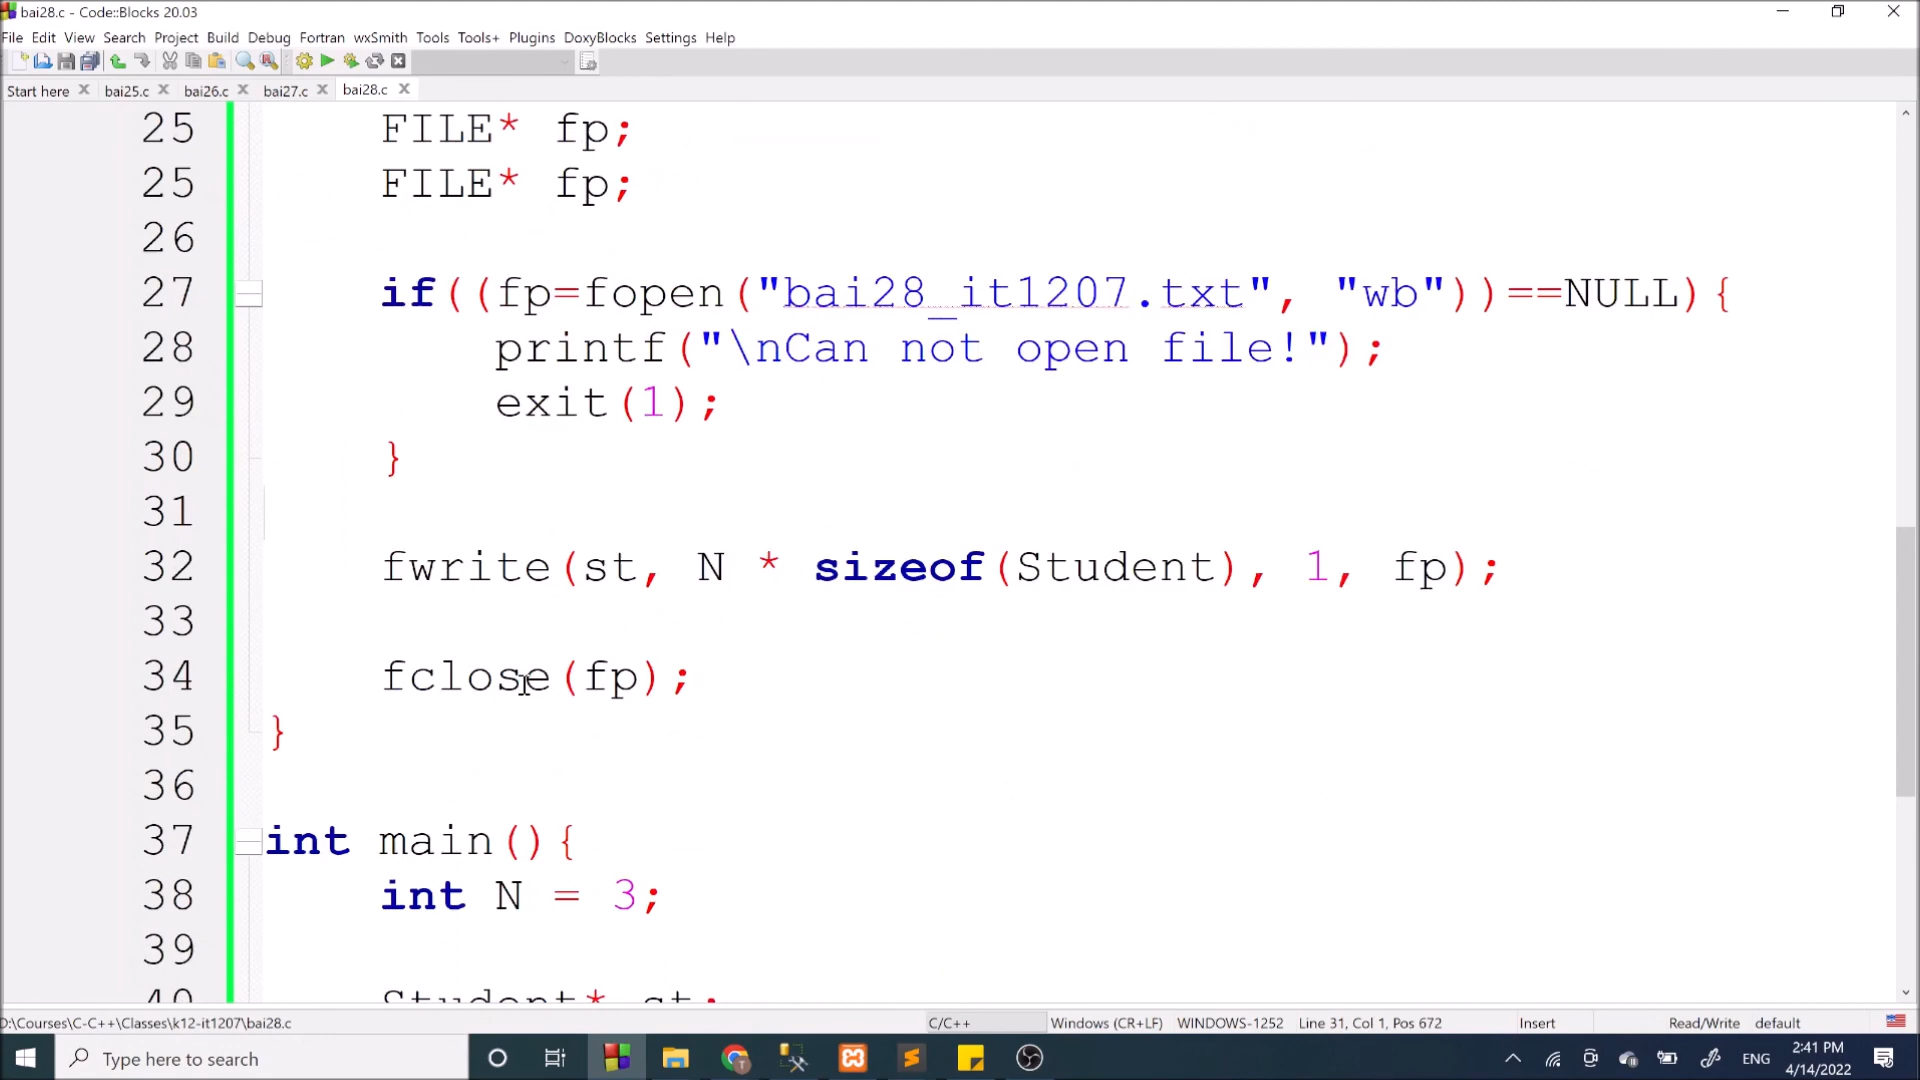 bai28.c - Code::Blocks 20.03
File Edit View Search Project Build Debug Fortran wxSmith Tools Tools+ Plugins DoxyBlocks Settings Help
Start here bai25.c bai26.c bai27.c bai28.c
25 FILE* fp;
25 FILE* fp;
26
27 if((fp=fopen("bai28_it1207.txt", "wb"))==NULL){
28 printf("\nCan not open file!");
29 exit(1);
30 }
31
32 fwrite(st, N * sizeof(Student), 1, fp);
33
34 fclose(fp);
35 }
36
37 int main(){
38 int N = 3;
39
40 Student* st;
D:\Courses\C-C++\Classes\k12-it1207\bai28.c C/C++ Windows (CR+LF) WINDOWS-1252 Line 31, Col 1, Pos 672 Insert Read/Write default
Type here to search ENG 2:41 PM
4/14/2022